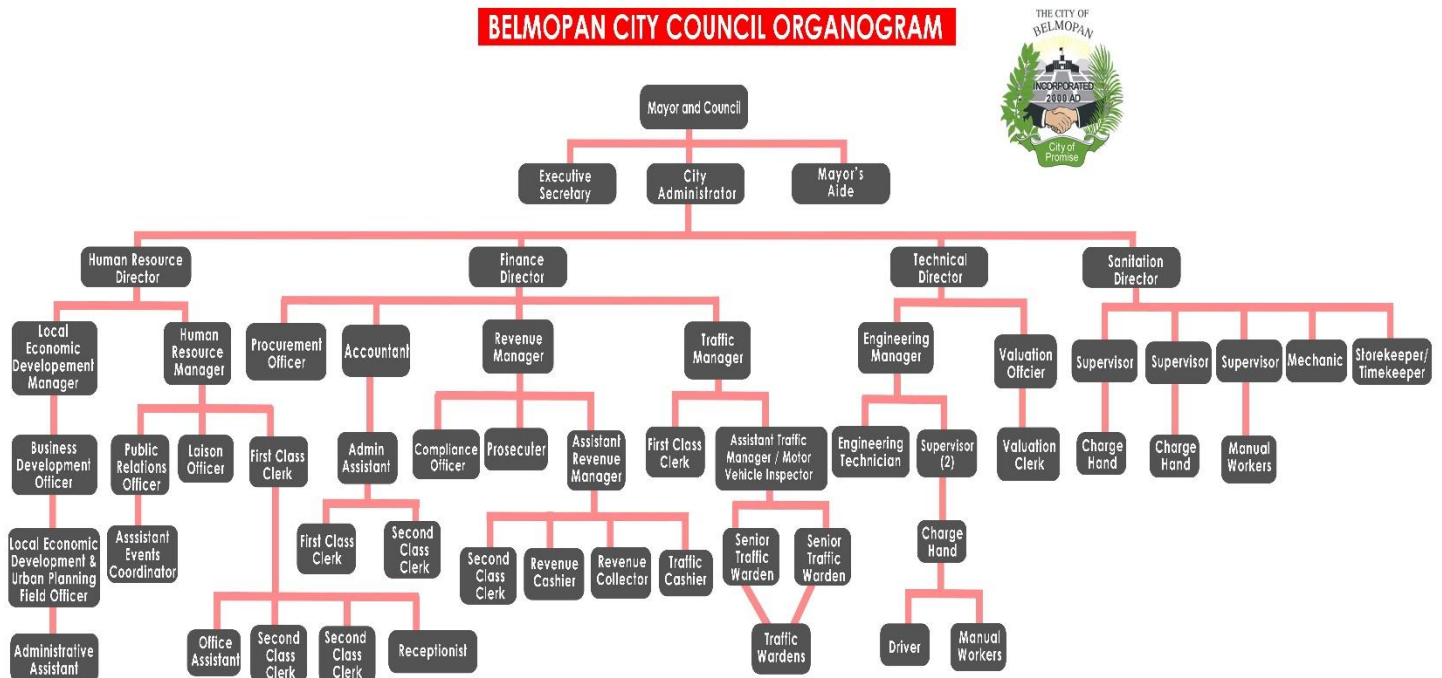 BELMOPAN CITY COUNCIL ORGANOGRAM
THE CITY OF
BELMOPAN
INCORPORATED
2000 AD
City of
Promise
Mayor and Council
Executive
Secretary
City
Administrator
Mayor's
Aide
Human Resource
Director
Finance
Director
Technical
Director
Sanitation
Director
Local
Economic
Developement
Manager
Human
Resource
Manager
Procurement
Officer
Accountant
Revenue
Manager
Traffic
Manager
Engineering
Manager
Valuation
Offcier
Supervisor
Supervisor
Supervisor
Mechanic
Storekeeper/
Timekeeper
Business
Development
Officer
Public
Relations
Officer
Laison
Officer
First Class
Clerk
Admin
Assistant
Compliance
Officer
Prosecuter
Assistant
Revenue
Manager
First Class
Clerk
Assistant Traffic
Manager / Motor
Vehicle Inspector
Engineering
Technician
Supervisor
(2)
Valuation
Clerk
Charge
Hand
Charge
Hand
Manual
Workers
Local Economic
Development &
Urban Planning
Field Officer
Asssistant
Events
Coordinator
First Class
Clerk
Second
Class
Clerk
Second
Class
Clerk
Revenue
Cashier
Revenue
Collector
Traffic
Cashier
Senior
Traffic
Warden
Senior
Traffic
Warden
Charge
Hand
Administrative
Assistant
Office
Assistant
Second
Class
Clerk
Second
Class
Clerk
Receptionist
Traffic
Wardens
Driver
Manual
Workers